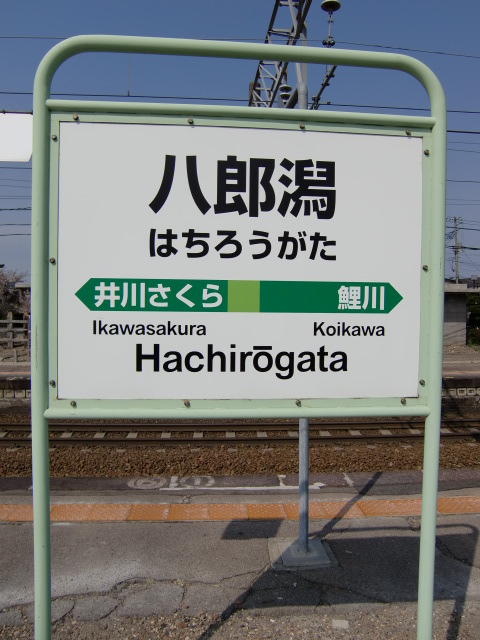 八郎潟
はちろうがた
井川さくら 鯉川
Ikawasakura Koikawa
Hachirōgata